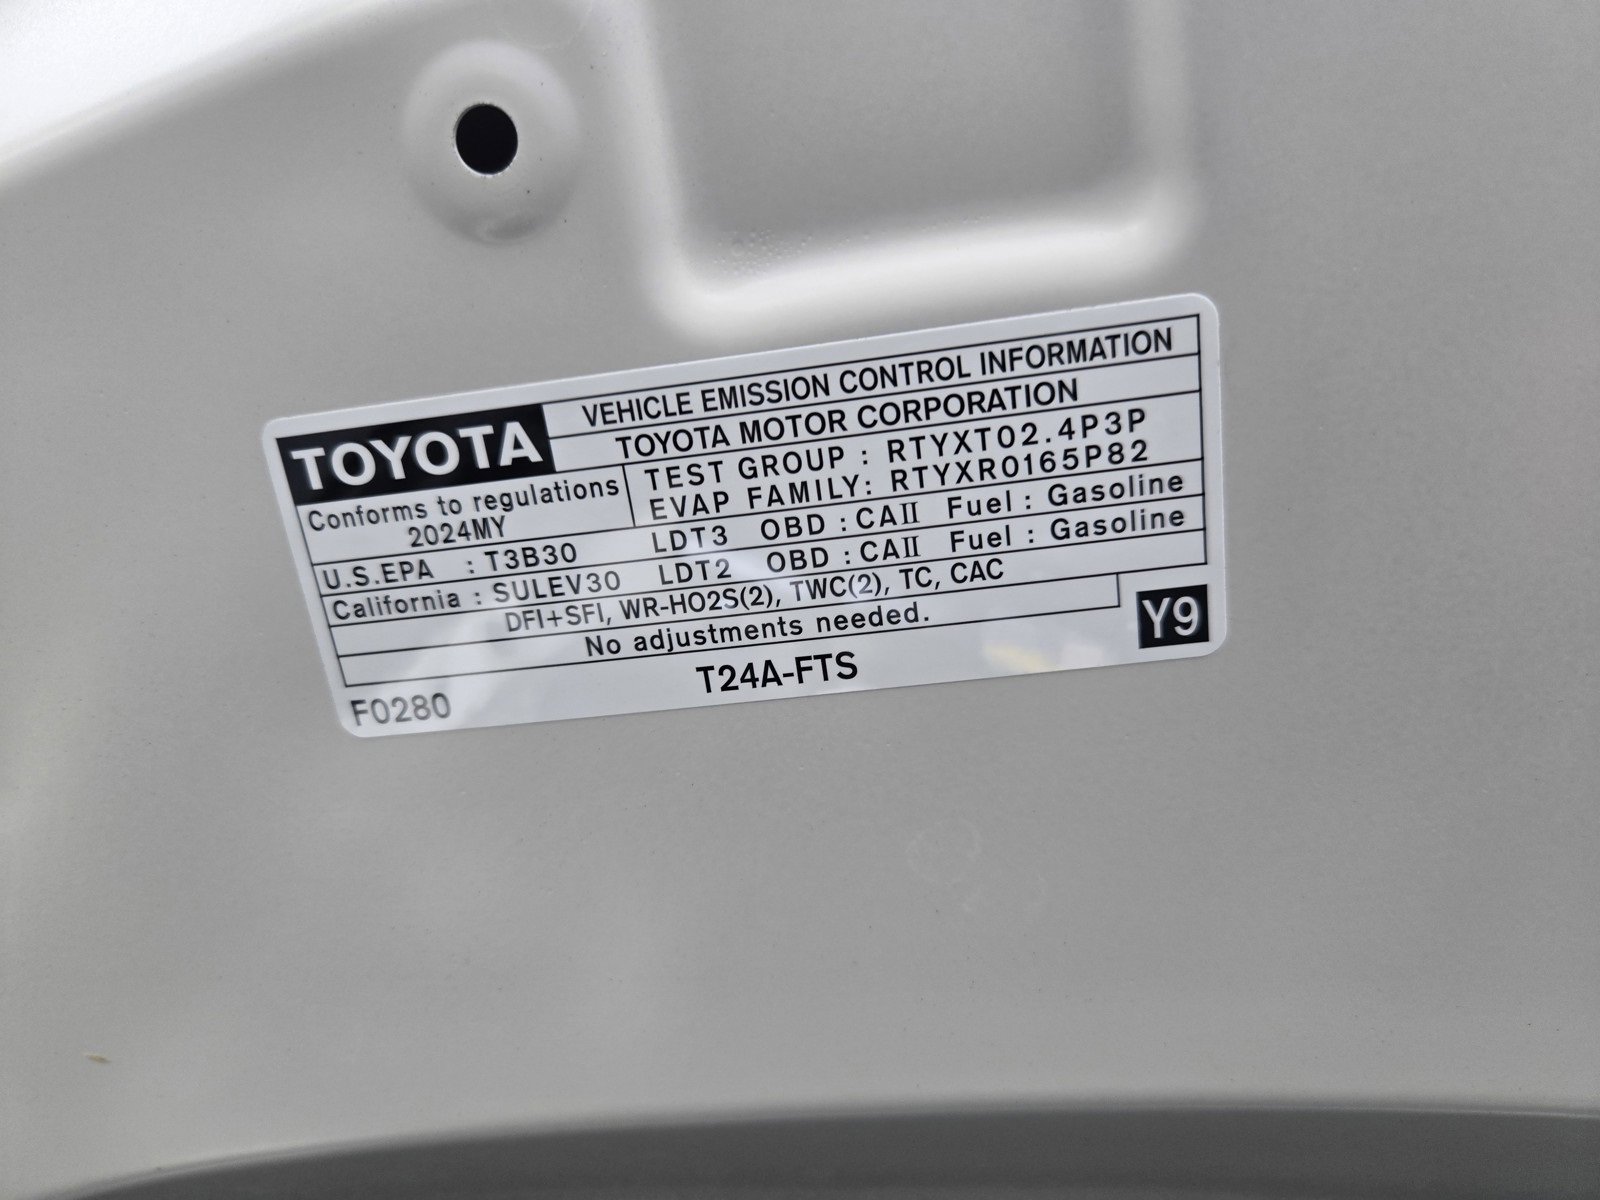 TOYOTA
VEHICLE EMISSION CONTROL INFORMATION
TOYOTA MOTOR CORPORATION
Conforms to regulations
2024MY
TEST GROUP : RTYXT02.4P3P
EVAP FAMILY: RTYXR0165P82
U.S.EPA : T3B30 LDT3 OBD : CAII Fuel : Gasoline
California : SULEV30 LDT2 OBD : CAII Fuel : Gasoline
DFI+SFI, WR-HO2S(2), TWC(2), TC, CAC
No adjustments needed.
Y9
T24A-FTS
F0280